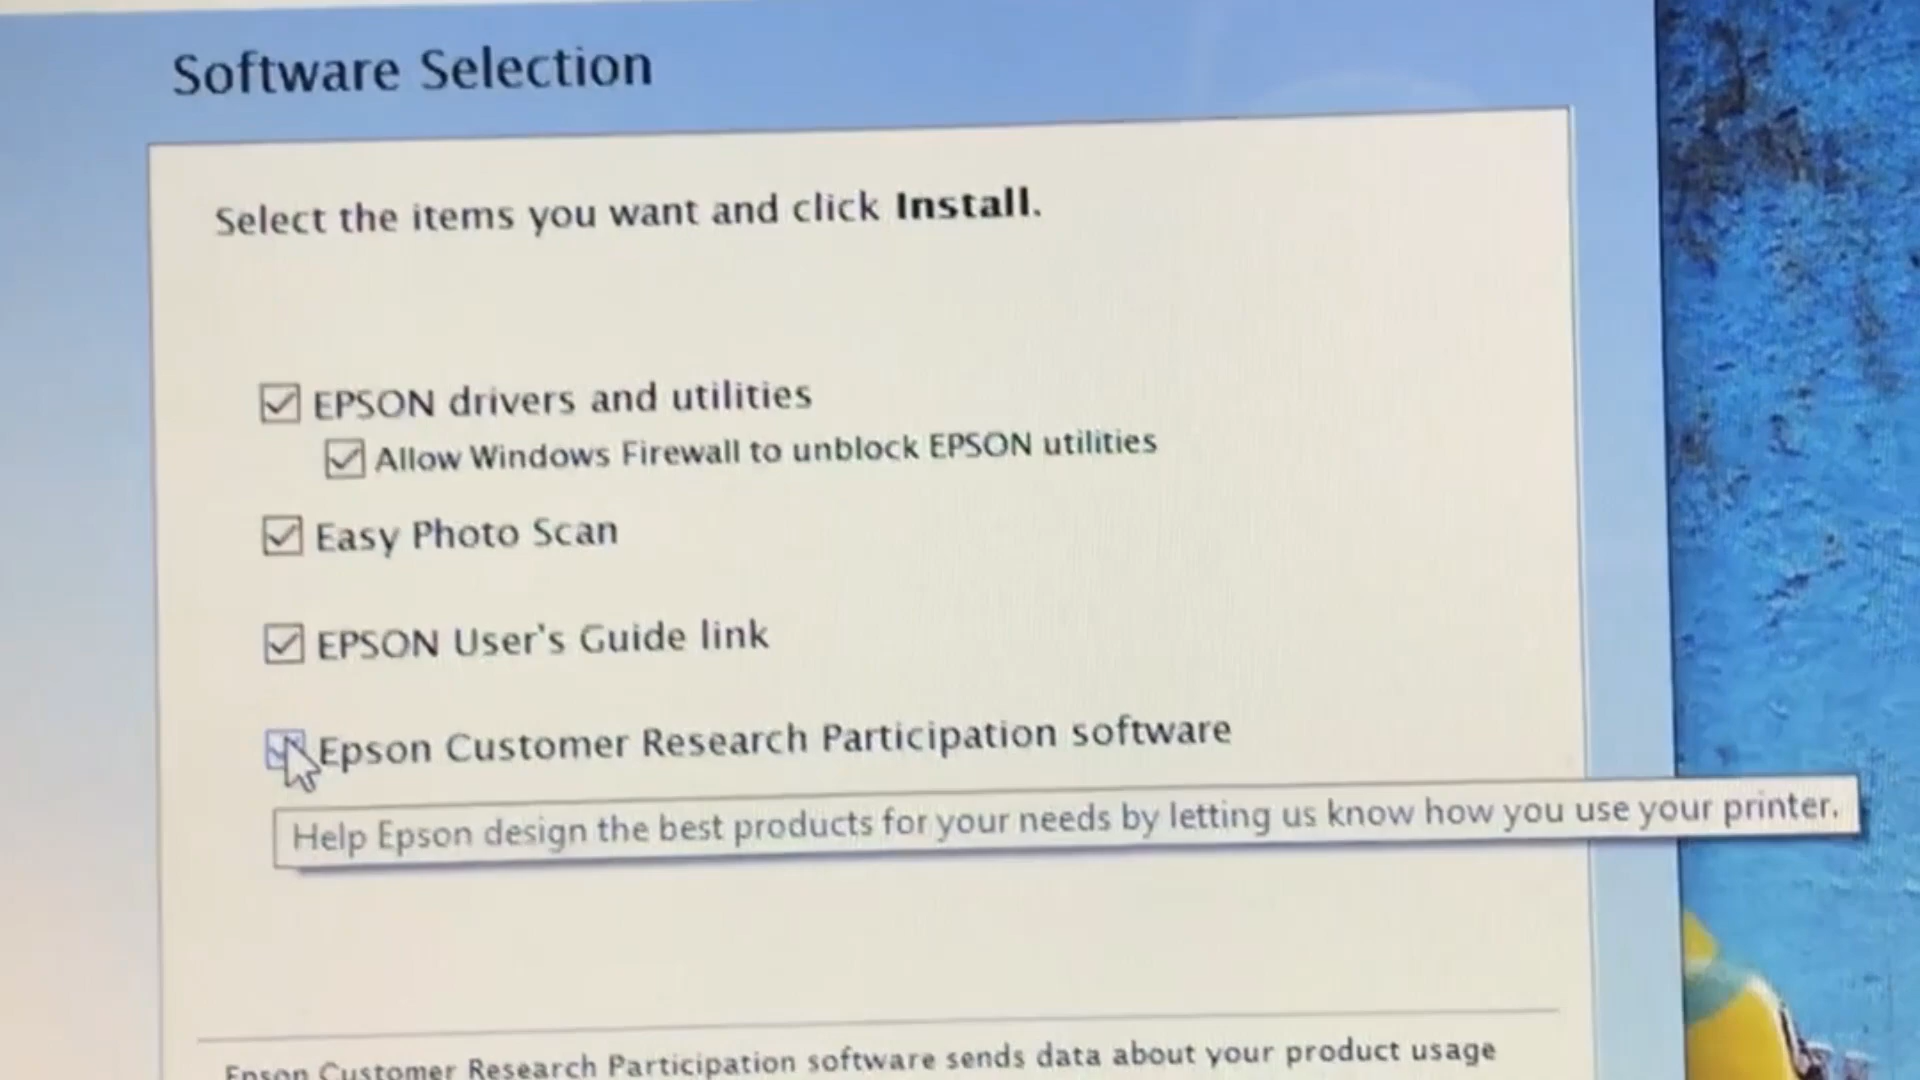 Software Selection
Select the items you want and click Install.
EPSON drivers and utilities
Allow Windows Firewall to unblock EPSON utilities
Easy Photo Scan
EPSON User's Guide link
Epson Customer Research Participation software
Help Epson design the best products for your needs by letting us know how you use your printer.
Epson Customer Research Participation software sends data about your product usage